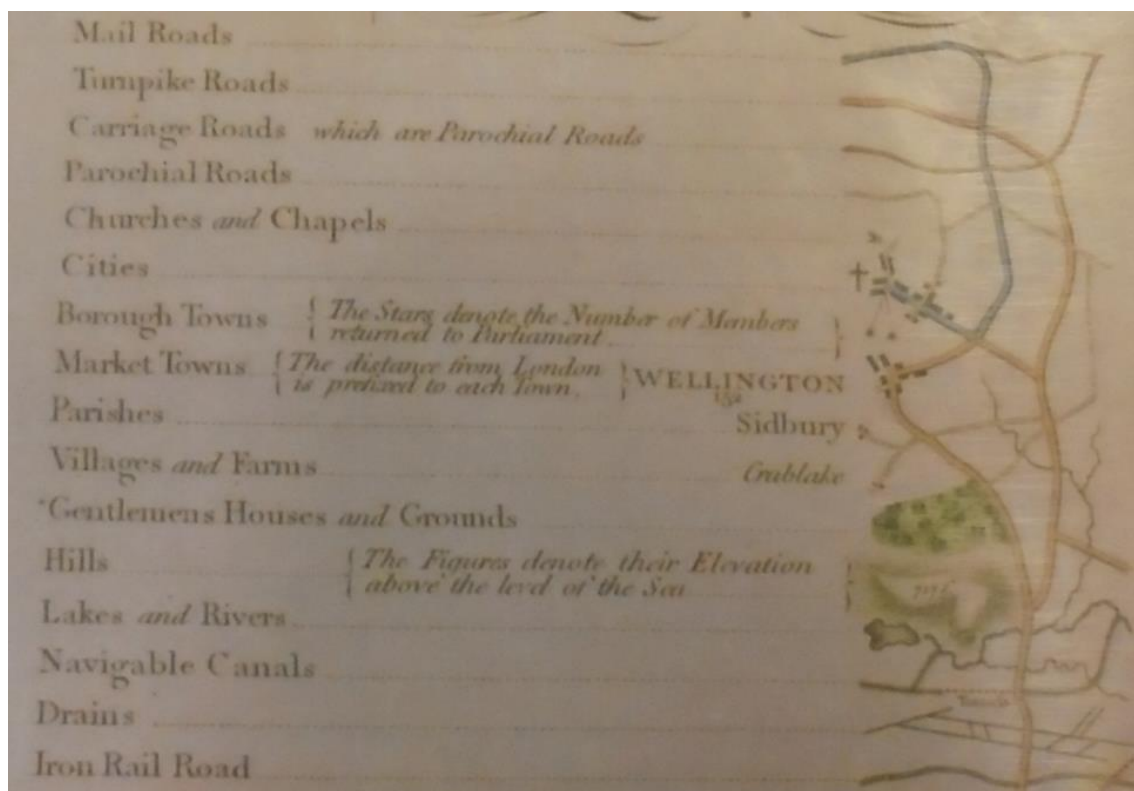 Mail Roads
Turnpike Roads
Carriage Roads which are Parochial Roads
Parochial Roads
Churches and Chapels
Cities
Borough Towns { The Stars denote the Number of Members
returned to Parliament }
Market Towns { The distance from London
is prefixed to each Town, } WELLINGTON
152
Parishes Sidbury
Villages and Farms Crablake
Gentlemens Houses and Grounds
Hills { The Figures denote their Elevation
above the level of the Sea }
Lakes and Rivers
Navigable Canals
Tunnel
Drains
Iron Rail Road